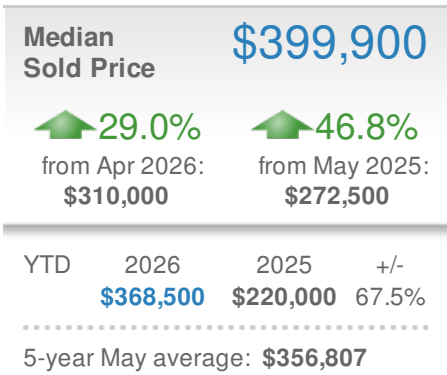 Median
Sold Price
$399,900
29.0%
from Apr 2026:
$310,000
46.8%
from May 2025:
$272,500
YTD 2026 2025 +/-
$368,500 $220,000 67.5%
5-year May average: $356,807